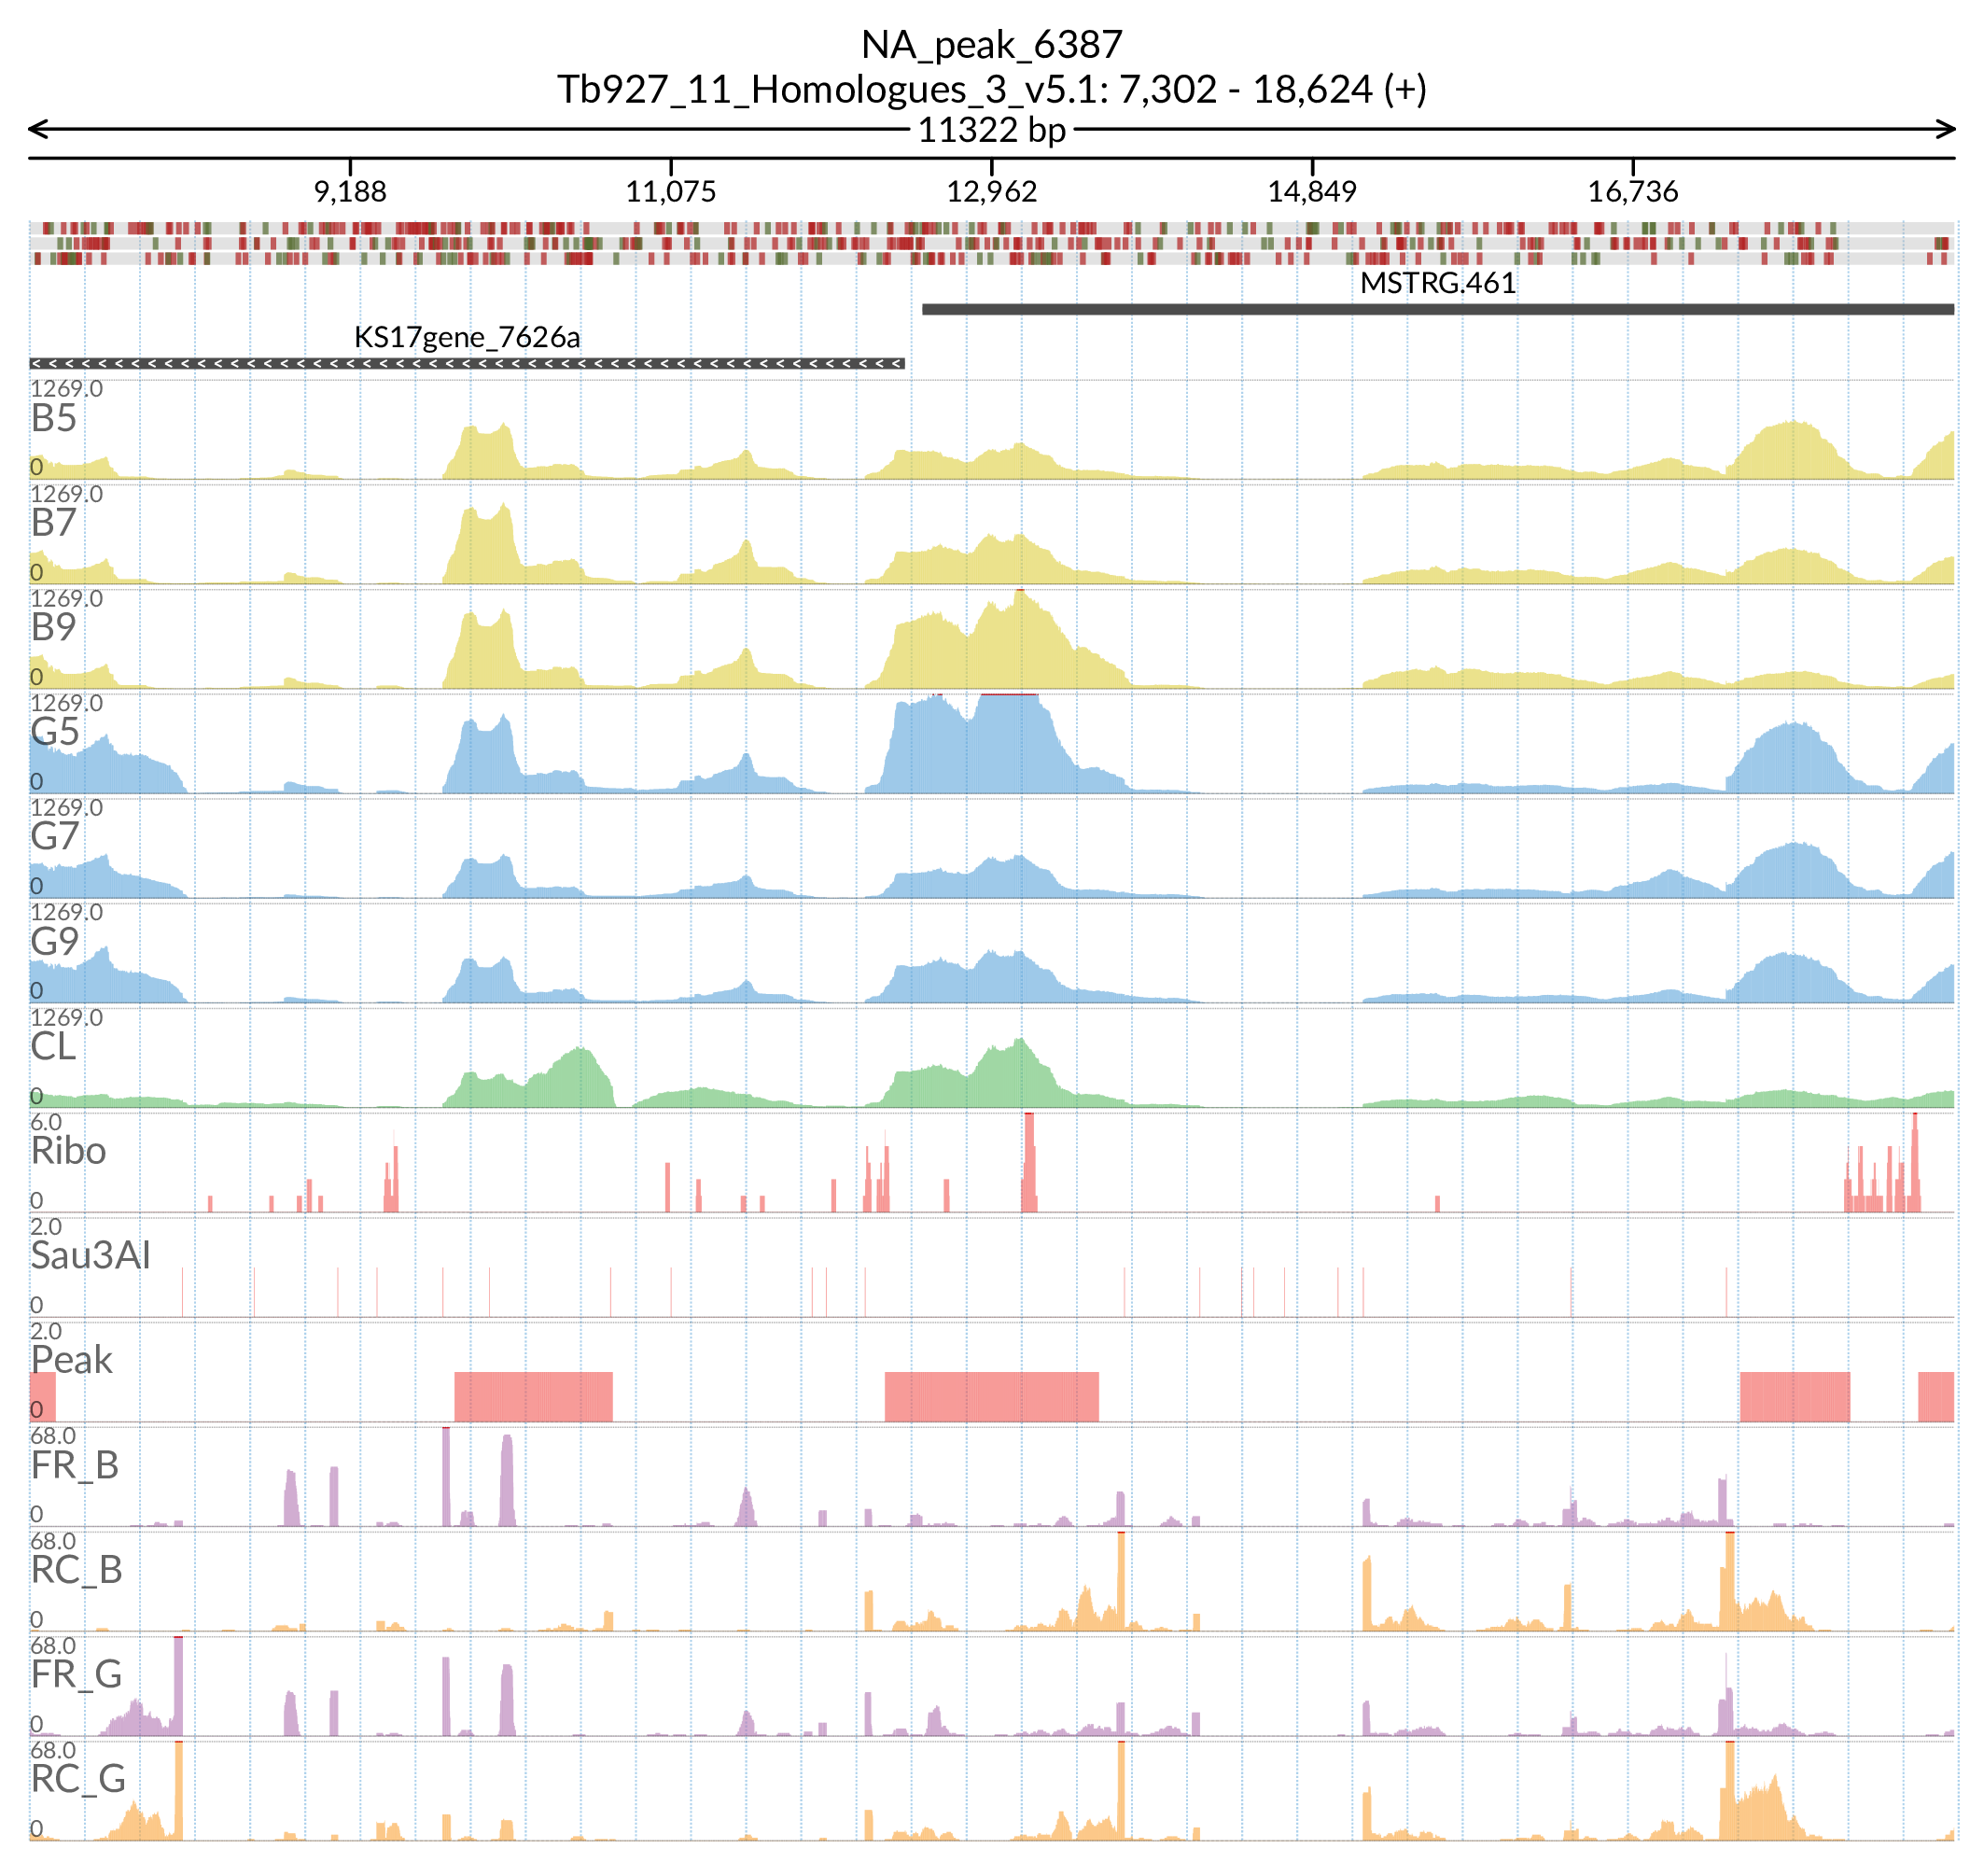 NA_peak_6387
Tb927_11_Homologues_3_v5.1: 7,302 - 18,624 (+)
11322 bp
9,188 11,075 12,962 14,849 16,736
MSTRG.461
KS17gene_7626a
1269.0
B5
0
1269.0
B7
0
1269.0
B9
0
1269.0
G5
0
1269.0
G7
0
1269.0
G9
0
1269.0
CL
0
6.0
Ribo
0
2.0
Sau3AI
0
2.0
Peak
0
68.0
FR_B
0
68.0
RC_B
0
68.0
FR_G
0
68.0
RC_G
0